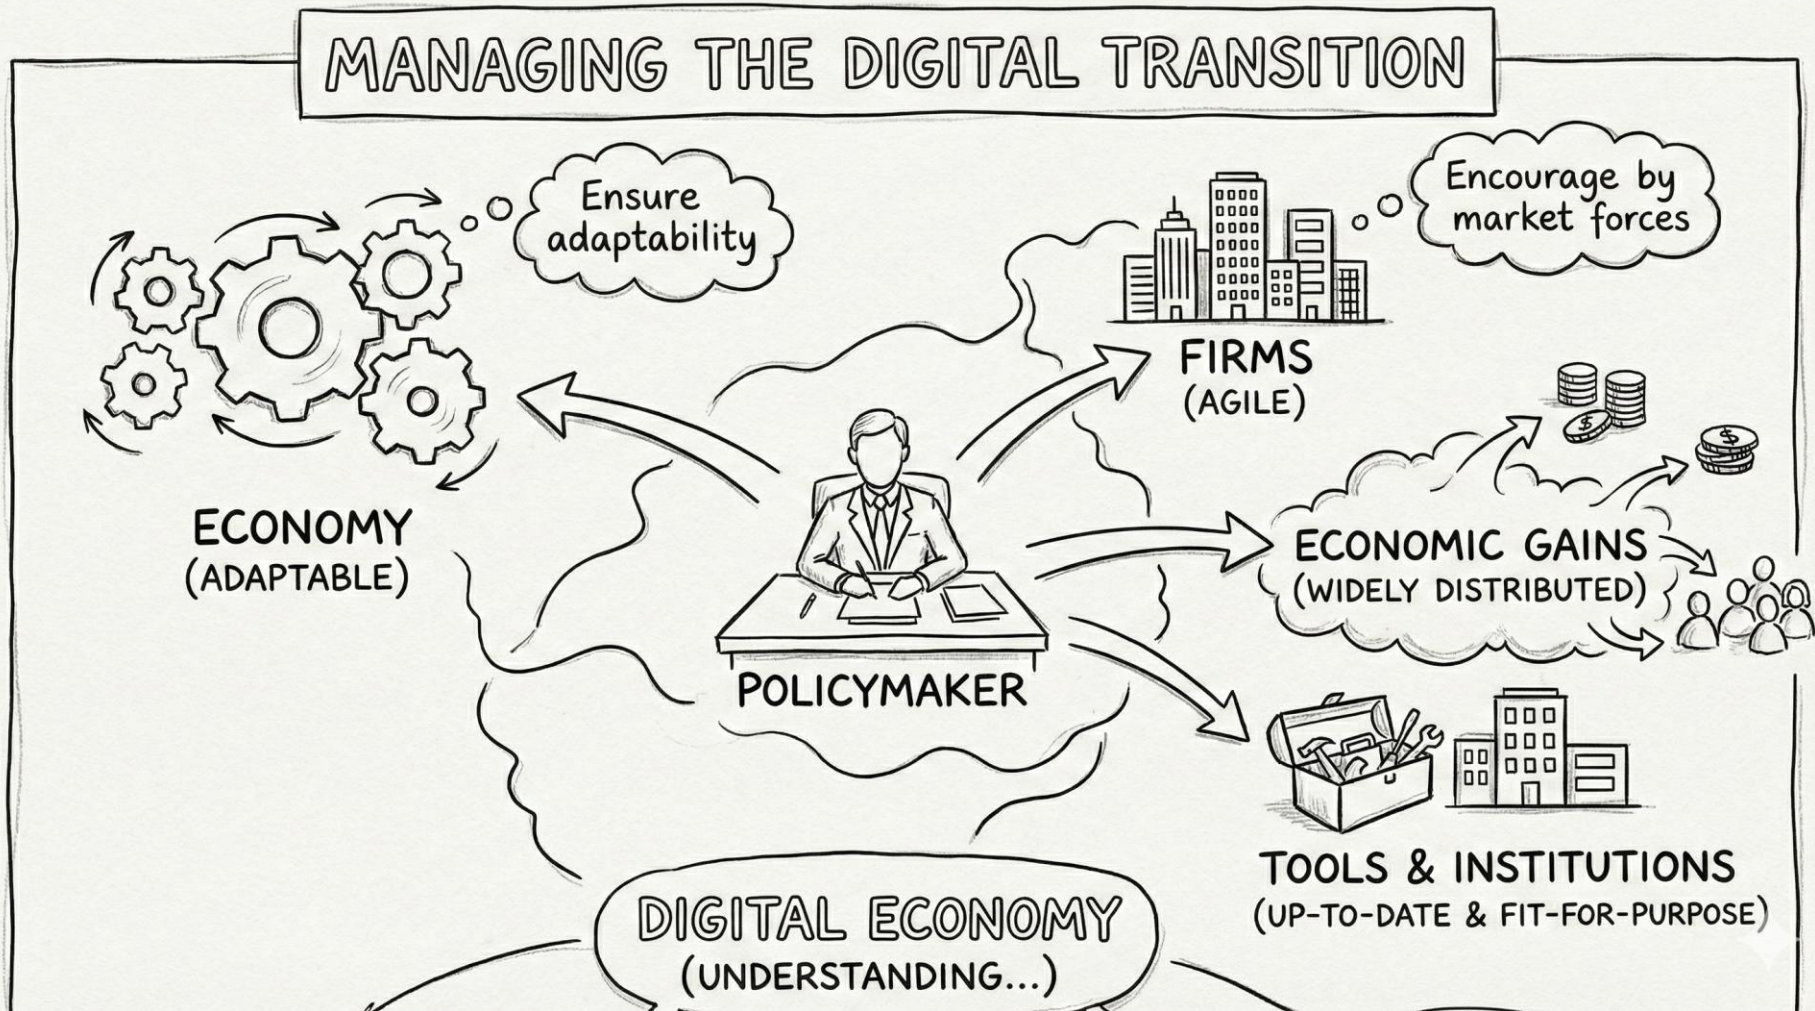 MANAGING THE DIGITAL TRANSITION
Ensure
adaptability
Encourage by
market forces
FIRMS
(AGILE)
ECONOMY
(ADAPTABLE)
ECONOMIC GAINS
(WIDELY DISTRIBUTED)
POLICYMAKER
TOOLS & INSTITUTIONS
(UP-TO-DATE & FIT-FOR-PURPOSE)
DIGITAL ECONOMY
(UNDERSTANDING...)
$
$
$